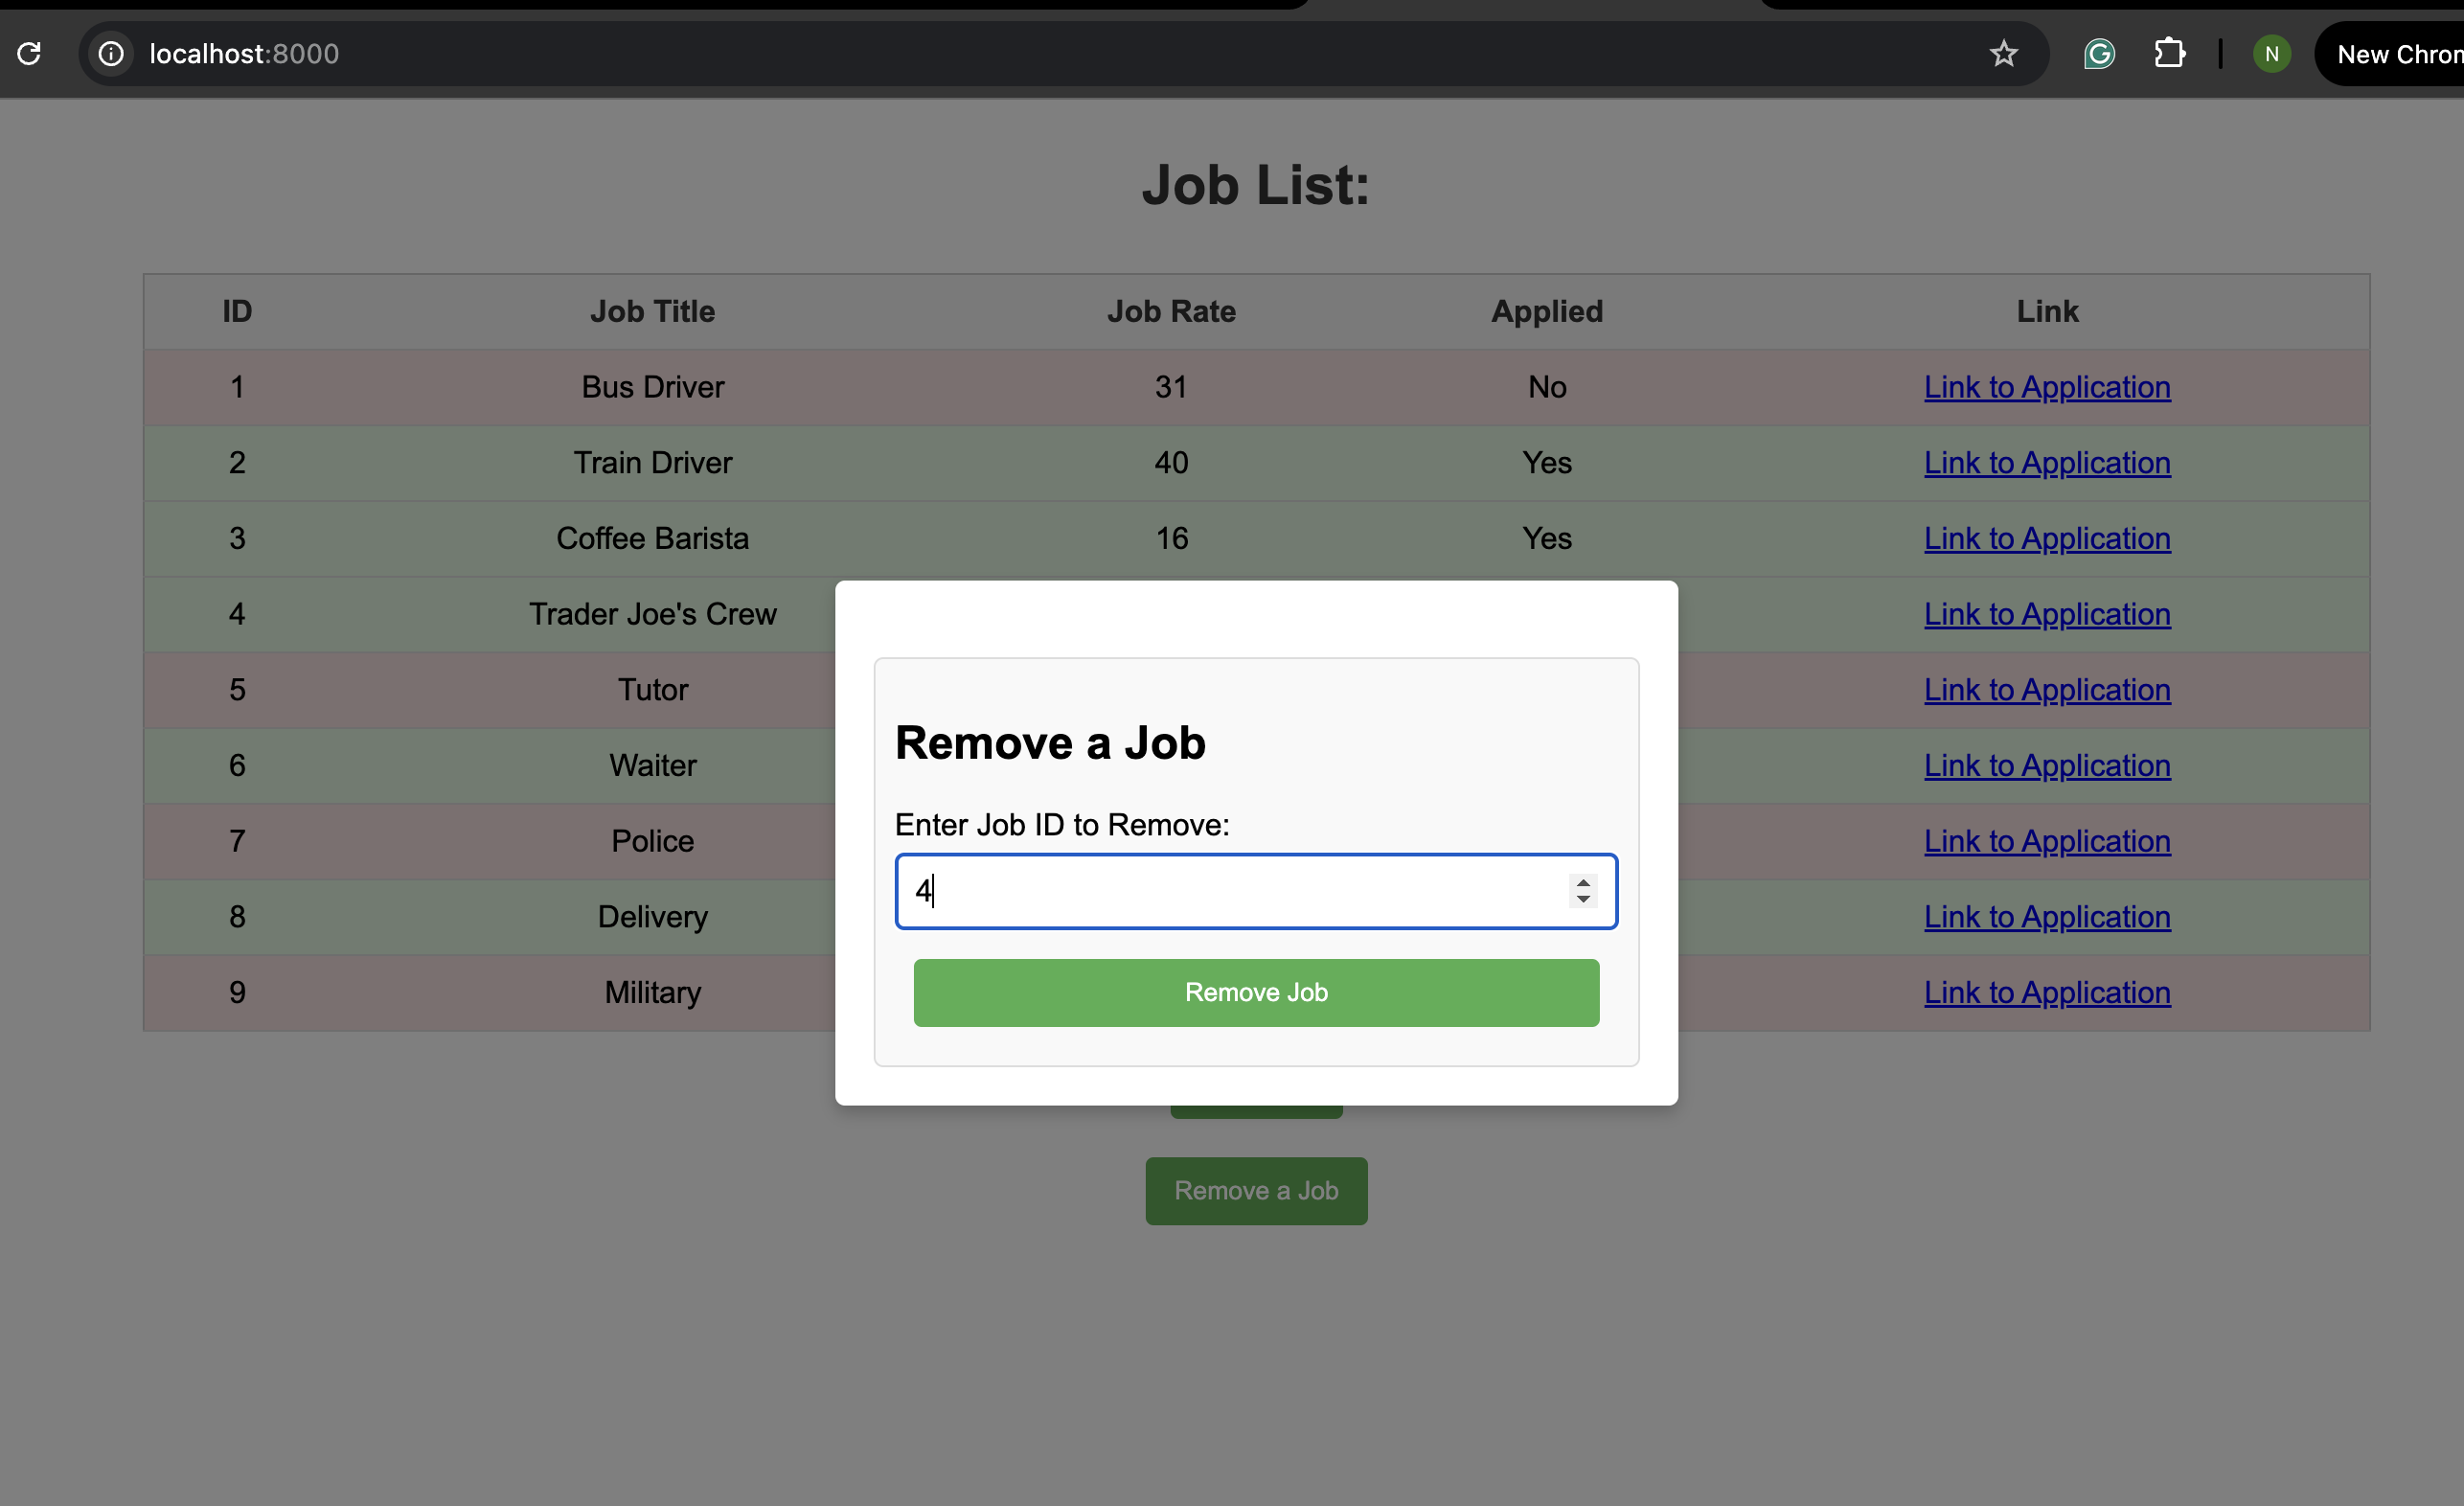 localhost:8000
G
N
New Chrom
Job List:
ID Job Title Job Rate Applied Link
1 Bus Driver 31 No Link to Application
2 Train Driver 40 Yes Link to Application
3 Coffee Barista 16 Yes Link to Application
4 Trader Joe's Crew Link to Application
5 Tutor Link to Application
6 Waiter Link to Application
7 Police Link to Application
8 Delivery Link to Application
9 Military Link to Application
Remove a Job
Enter Job ID to Remove:
4
Remove Job
Remove a Job